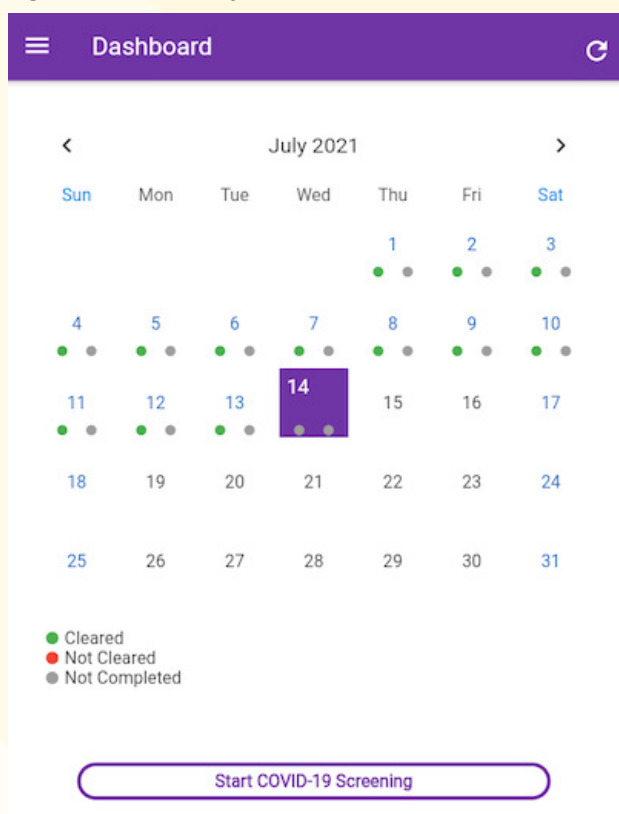 Dashboard
July 2021
Sun Mon Tue Wed Thu Fri Sat
1 2 3
4 5 6 7 8 9 10
11 12 13 14 15 16 17
18 19 20 21 22 23 24
25 26 27 28 29 30 31
Cleared
Not Cleared
Not Completed
Start COVID-19 Screening